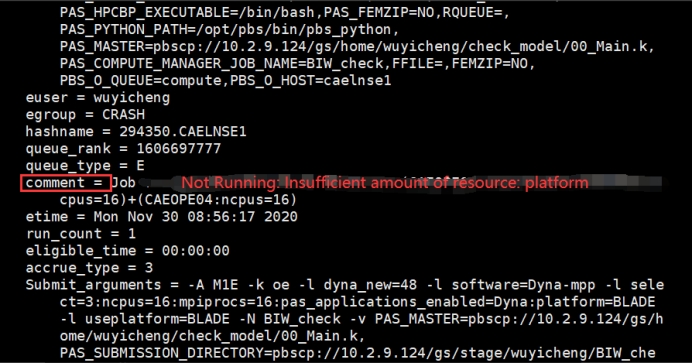 PAS_HPCBP_EXECUTABLE=/bin/bash,PAS_FEMZIP=NO,RQUEUE=,
PAS_PYTHON_PATH=/opt/pbs/bin/pbs_python,
PAS_MASTER=pbscp://10.2.9.124/gs/home/wuyicheng/check_model/00_Main.k,
PAS_COMPUTE_MANAGER_JOB_NAME=BIW_check,FFILE=,FEMZIP=NO,
PBS_O_QUEUE=compute,PBS_O_HOST=caelnse1
euser = wuyicheng
egroup = CRASH
hashname = 294350.CAELNSE1
queue_rank = 1606697777
queue_type = E
comment = Job Not Running: Insufficient amount of resource: platform
cpus=16)+(CAEOPE04:ncpus=16)
etime = Mon Nov 30 08:56:17 2020
run_count = 1
eligible_time = 00:00:00
accrue_type = 3
Submit_arguments = -A M1E -k oe -l dyna_new=48 -l software=Dyna-mpp -l sele
ct=3:ncpus=16:mpiprocs=16:pas_applications_enabled=Dyna:platform=BLADE
-l useplatform=BLADE -N BIW_check -v PAS_MASTER=pbscp://10.2.9.124/gs/h
ome/wuyicheng/check_model/00_Main.k,
PAS_SUBMISSION_DIRECTORY=pbscp://10.2.9.124/gs/stage/wuyicheng/BIW_che